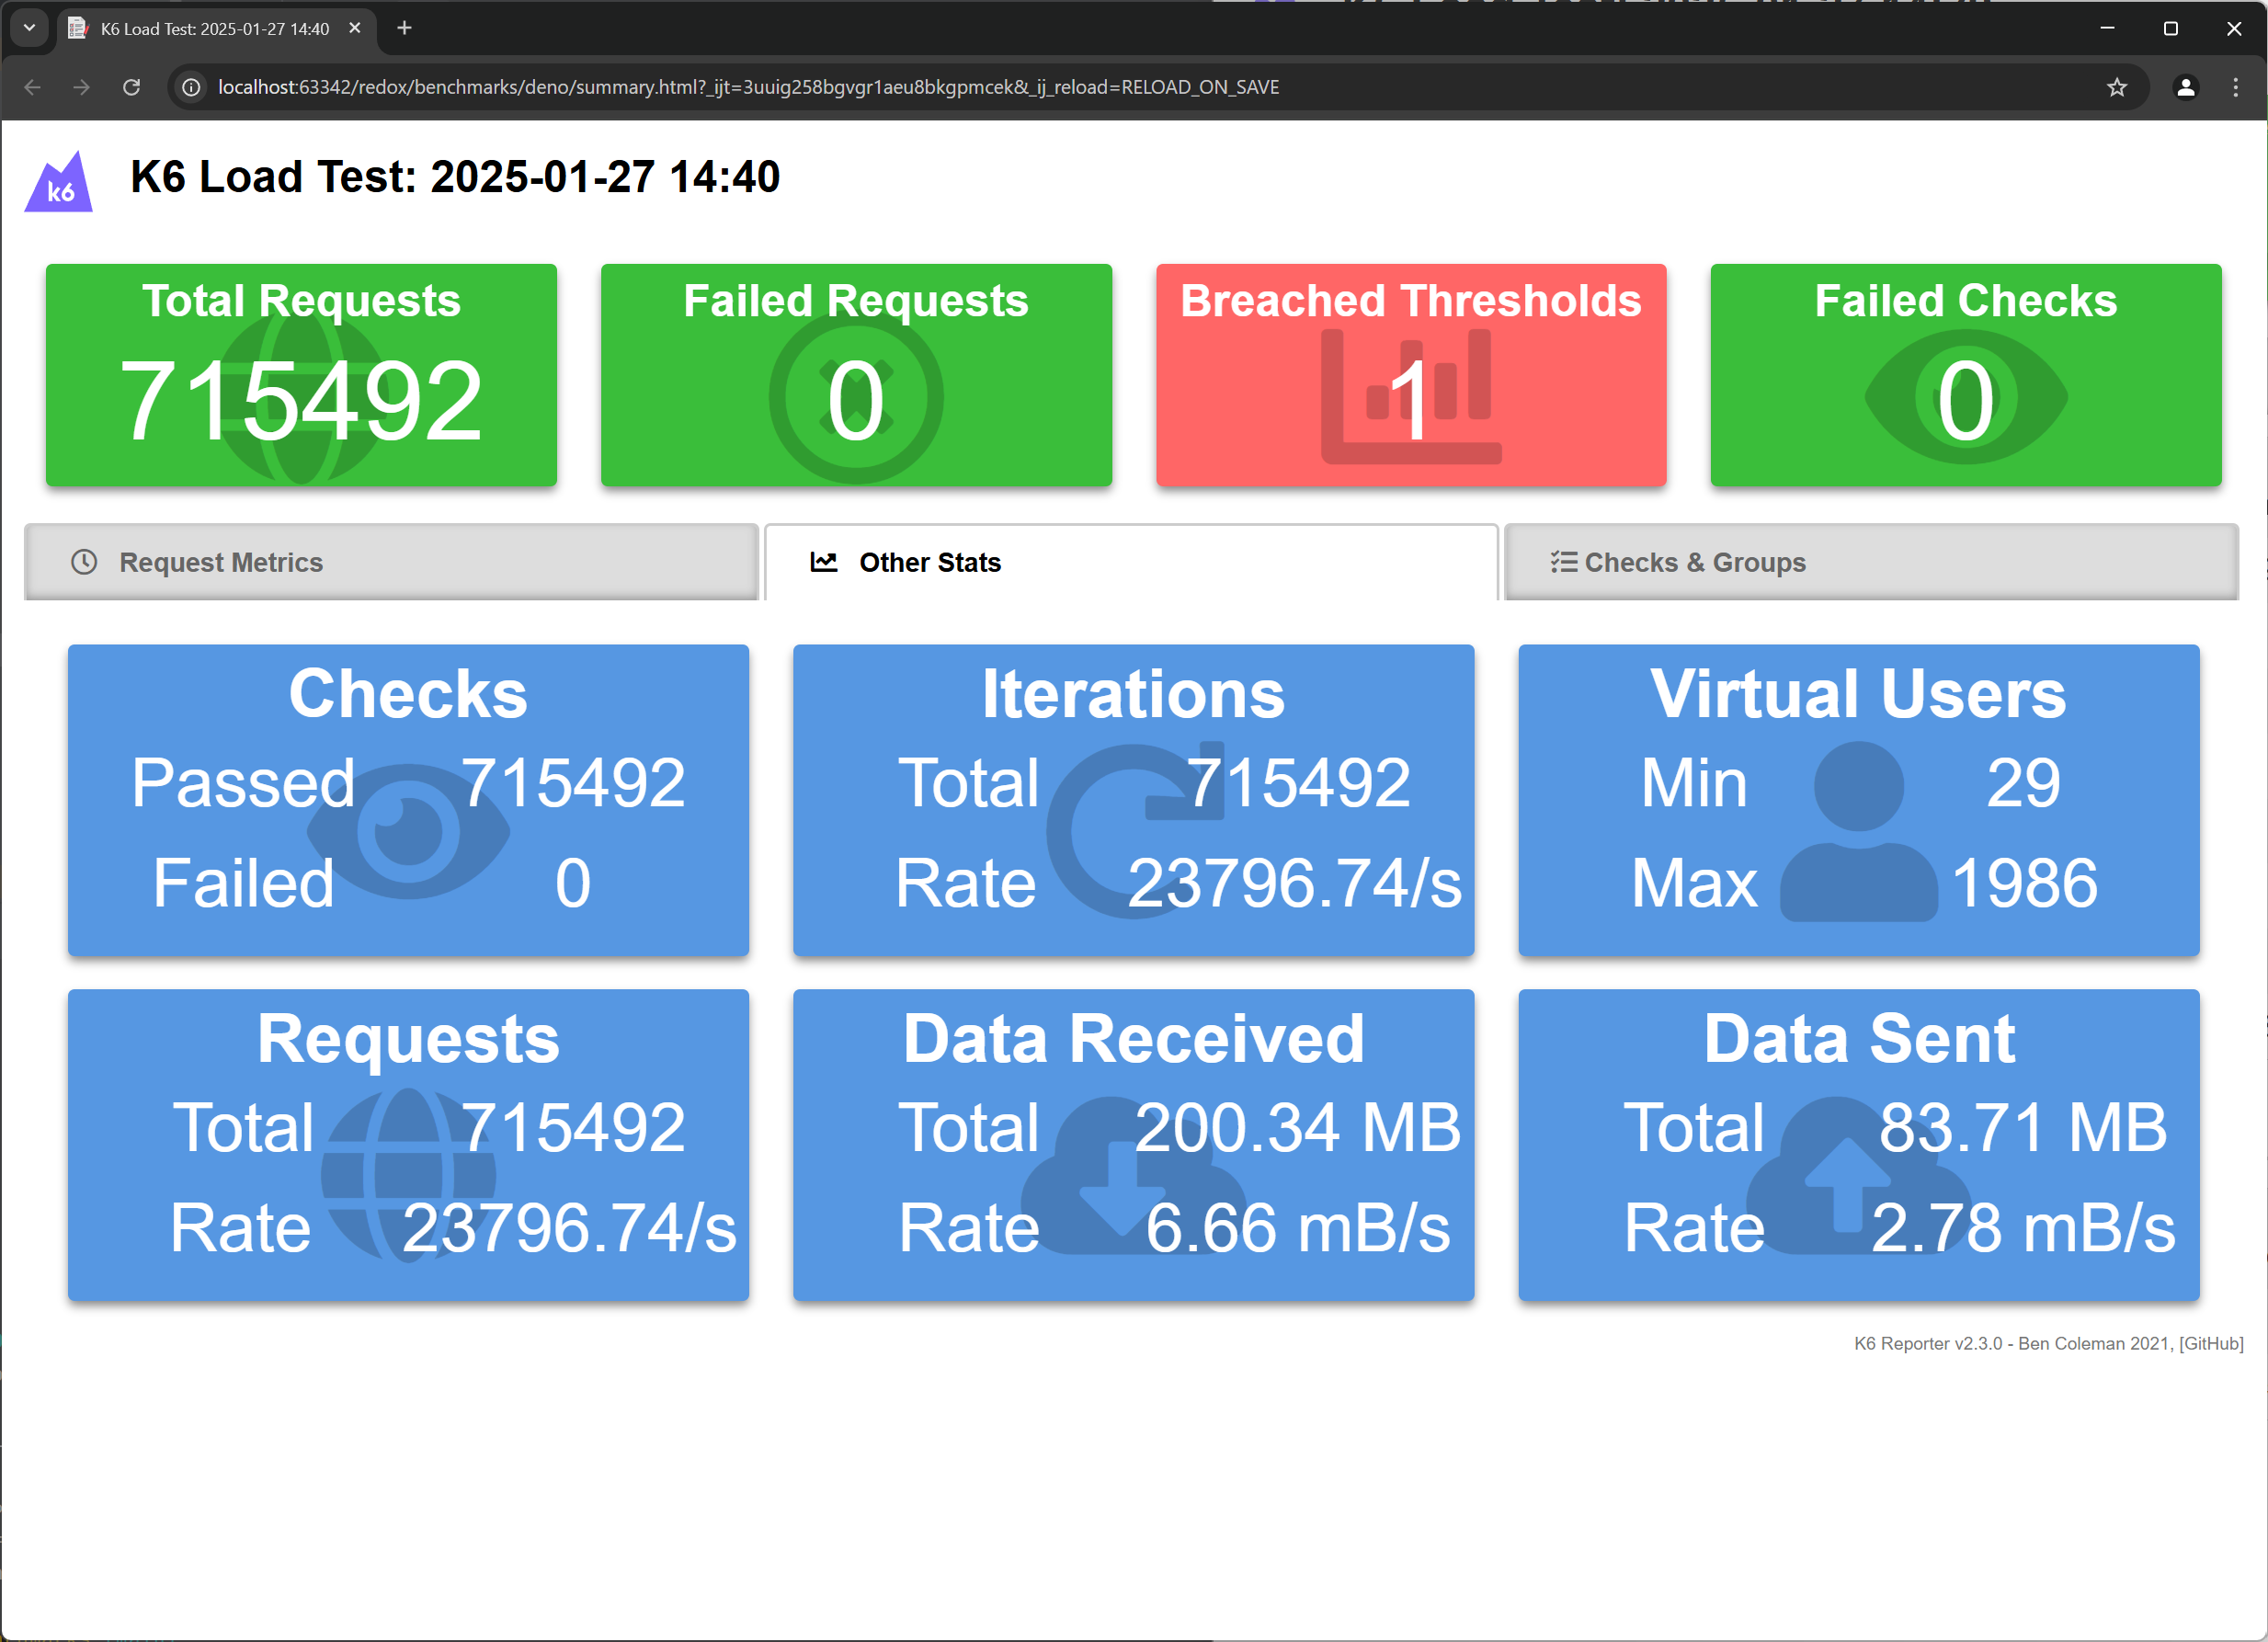 K6 Load Test: 2025-01-27 14:40
localhost:63342/redox/benchmarks/deno/summary.html?_ijt=3uuig258bgvgr1aeu8bkgpmcek&_ij_reload=RELOAD_ON_SAVE
k6
K6 Load Test: 2025-01-27 14:40
Total Requests
715492
Failed Requests
0
Breached Thresholds
1
Failed Checks
0
Request Metrics
Other Stats
Checks & Groups
Checks
Passed 715492
Failed 0
Iterations
Total 715492
Rate 23796.74/s
Virtual Users
Min 29
Max 1986
Requests
Total 715492
Rate 23796.74/s
Data Received
Total 200.34 MB
Rate 6.66 mB/s
Data Sent
Total 83.71 MB
Rate 2.78 mB/s
K6 Reporter v2.3.0 - Ben Coleman 2021, [GitHub]